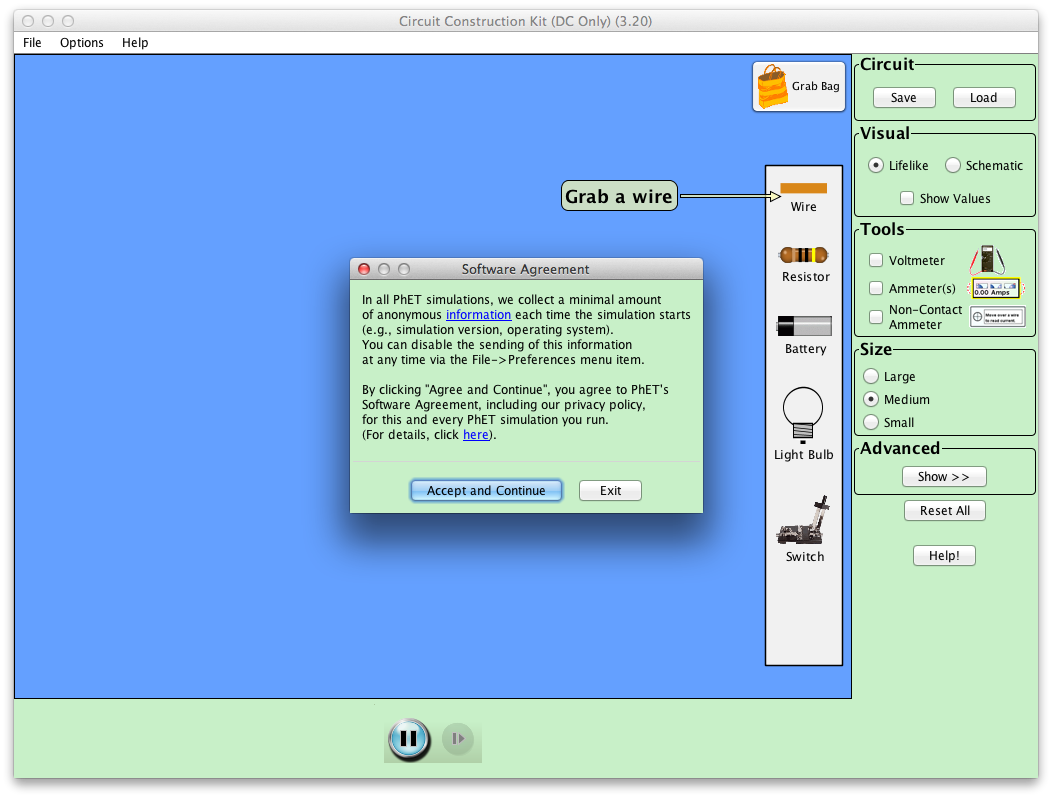 Circuit Construction Kit (DC Only) (3.20)
File Options Help
Grab Bag
Grab a wire
Wire
Resistor
Battery
Light Bulb
Switch
Software Agreement
In all PhET simulations, we collect a minimal amount
of anonymous information each time the simulation starts
(e.g., simulation version, operating system).
You can disable the sending of this information
at any time via the File->Preferences menu item.
By clicking "Agree and Continue", you agree to PhET's
Software Agreement, including our privacy policy,
for this and every PhET simulation you run.
(For details, click here).
Accept and Continue Exit
Circuit
Save Load
Visual
Lifelike Schematic
Show Values
Tools
Voltmeter
Ammeter(s)
0.00 Amps
Non-Contact
Ammeter
Move over a wire
to read current
Size
Large
Medium
Small
Advanced
Show >>
Reset All
Help!